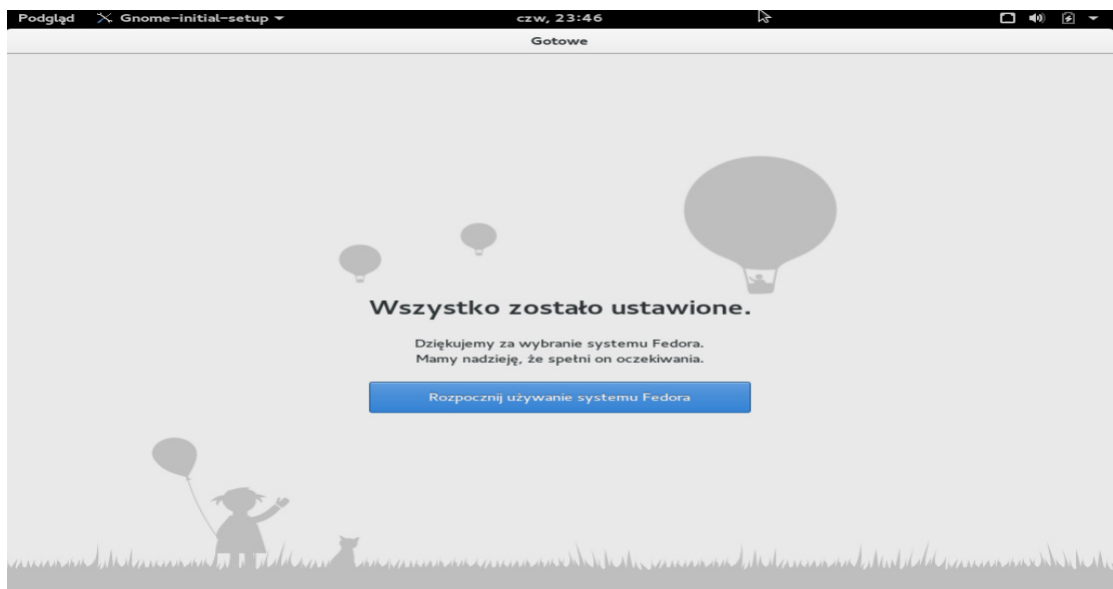 Podgląd Gnome-initial-setup czw, 23:46
Gotowe
Wszystko zostało ustawione.
Dziękujemy za wybranie systemu Fedora.
Mamy nadzieję, że spełni on oczekiwania.
Rozpocznij używanie systemu Fedora